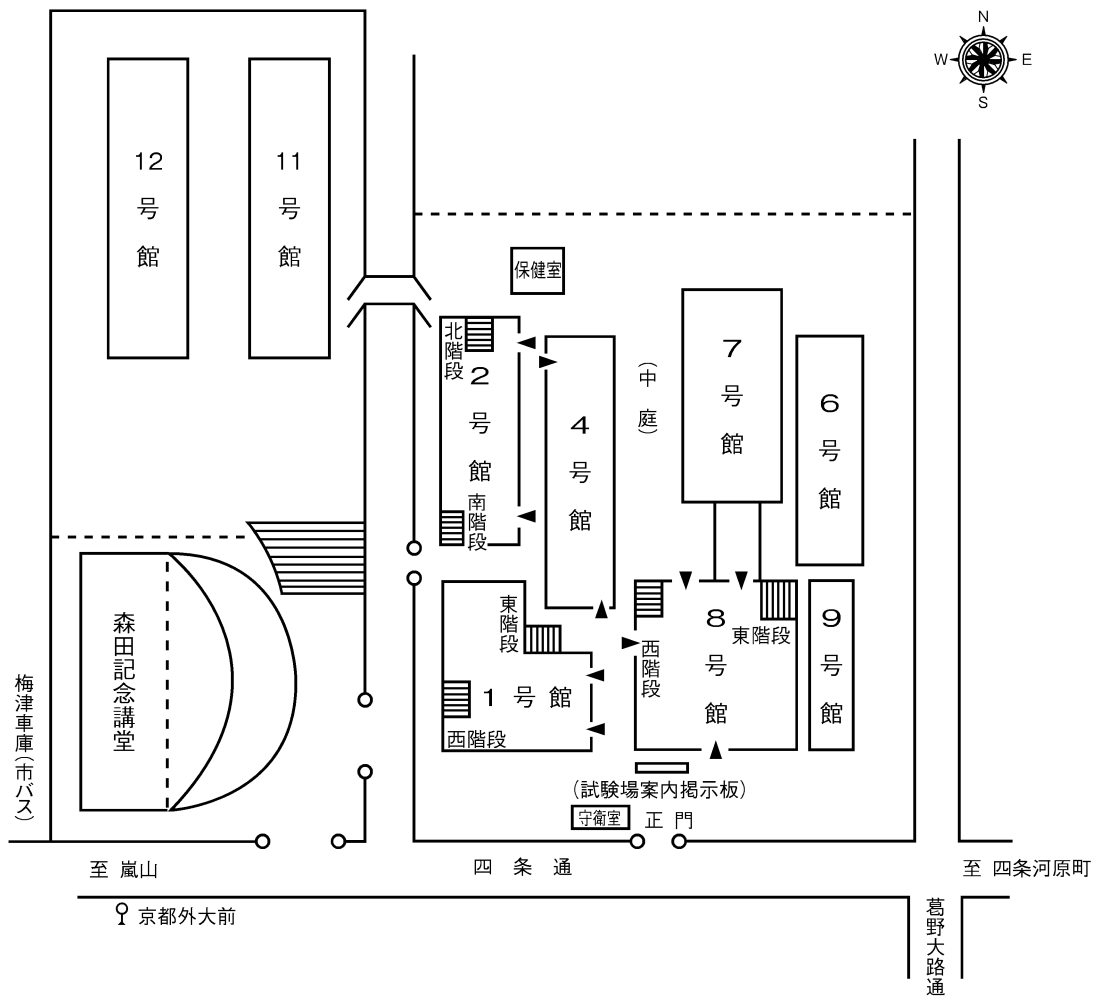 N
W
E
S
12号館
11号館
保健室
北階段
2号館
南階段
4号館
(中庭)
7号館
6号館
森田記念講堂
東階段
1号館
西階段
8号館
東階段
西階段
9号館
梅津車庫(市バス)
(試験場案内掲示板)
守衛室
正門
至 嵐山
四条通
至 四条河原町
京都外大前
葛野大路通